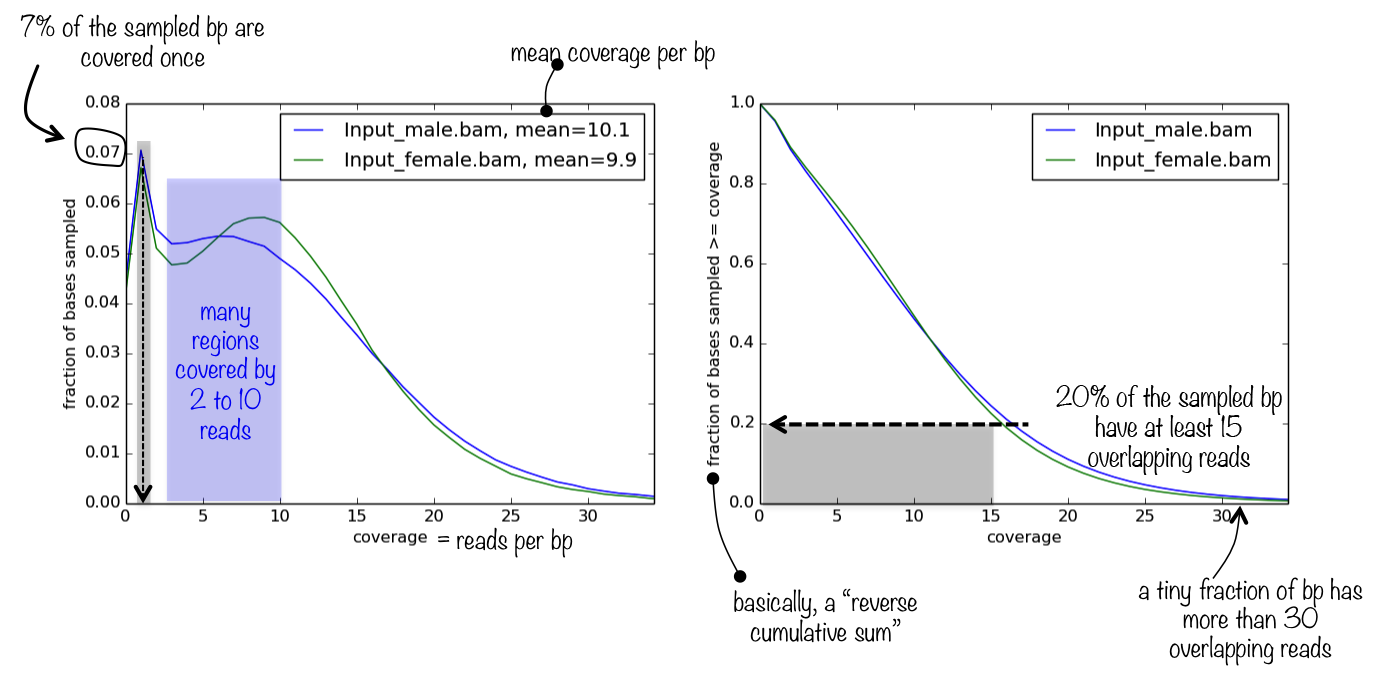 7% of the sampled bp are
covered once
mean coverage per bp
0.08
0.07
0.06
0.05
0.04
0.03
0.02
0.01
0.00
fraction of bases sampled
Input_male.bam, mean=10.1
Input_female.bam, mean=9.9
many
regions
covered by
2 to 10
reads
0 5 10 15 20 25 30
coverage = reads per bp
1.0
0.8
0.6
0.4
0.2
0.0
fraction of bases sampled >= coverage
Input_male.bam
Input_female.bam
20% of the sampled bp
have at least 15
overlapping reads
0 5 10 15 20 25 30
coverage
basically, a “reverse
cumulative sum”
a tiny fraction of bp has
more than 30
overlapping reads